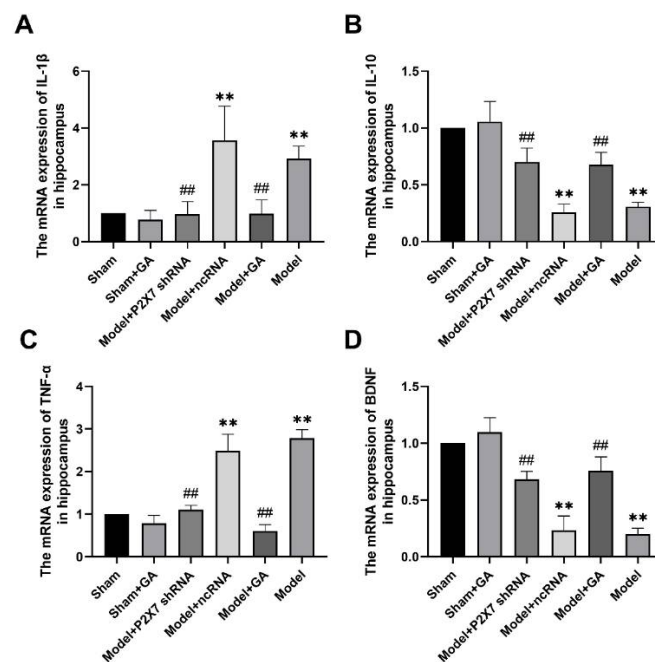 A
The mRNA expression of IL-1β
in hippocampus
6
4
2
0
**
**
##
##
Sham
Sham+GA
Model+P2X7 shRNA
Model+ncRNA
Model+GA
Model
B
The mRNA expression of IL-10
in hippocampus
1.5
1.0
0.5
0.0
##
**
##
**
Sham
Sham+GA
Model+P2X7 shRNA
Model+ncRNA
Model+GA
Model
C
The mRNA expression of TNF-α
in hippocampus
4
3
2
1
0
##
**
##
**
Sham
Sham+GA
Model+P2X7 shRNA
Model+ncRNA
Model+GA
Model
D
The mRNA expression of BDNF
in hippocampus
1.5
1.0
0.5
0.0
##
**
##
**
Sham
Sham+GA
Model+P2X7 shRNA
Model+ncRNA
Model+GA
Model